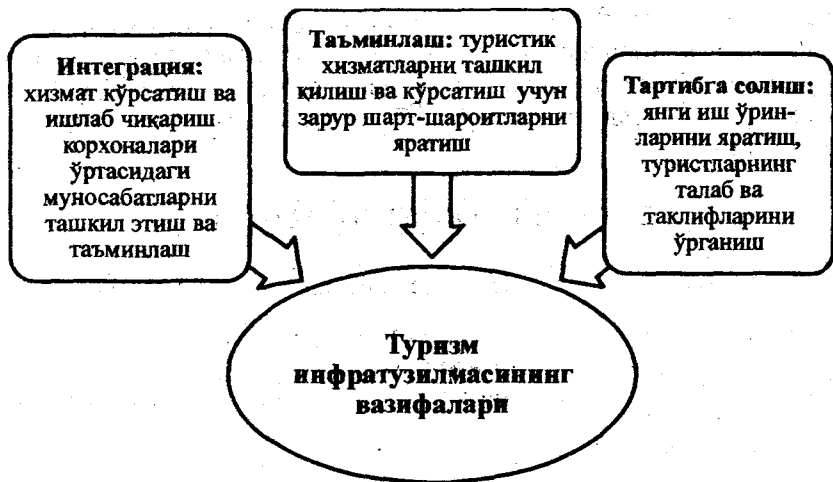 Интеграция:
хизмат кўрсатиш ва
ишлаб чиқариш
корхоналари
ўртасидаги
муносабатларни
ташкил этиш ва
таъминлаш
Таъминлаш: туристик
хизматларни ташкил
қилиш ва кўрсатиш учун
зарур шарт-шароитларни
яратиш
Тартибга солиш:
янги иш ўрин-
ларини яратиш,
туристларнинг
талаб ва
таклифларини
ўрганиш
Туризм
инфратузилмасининг
вазифалари